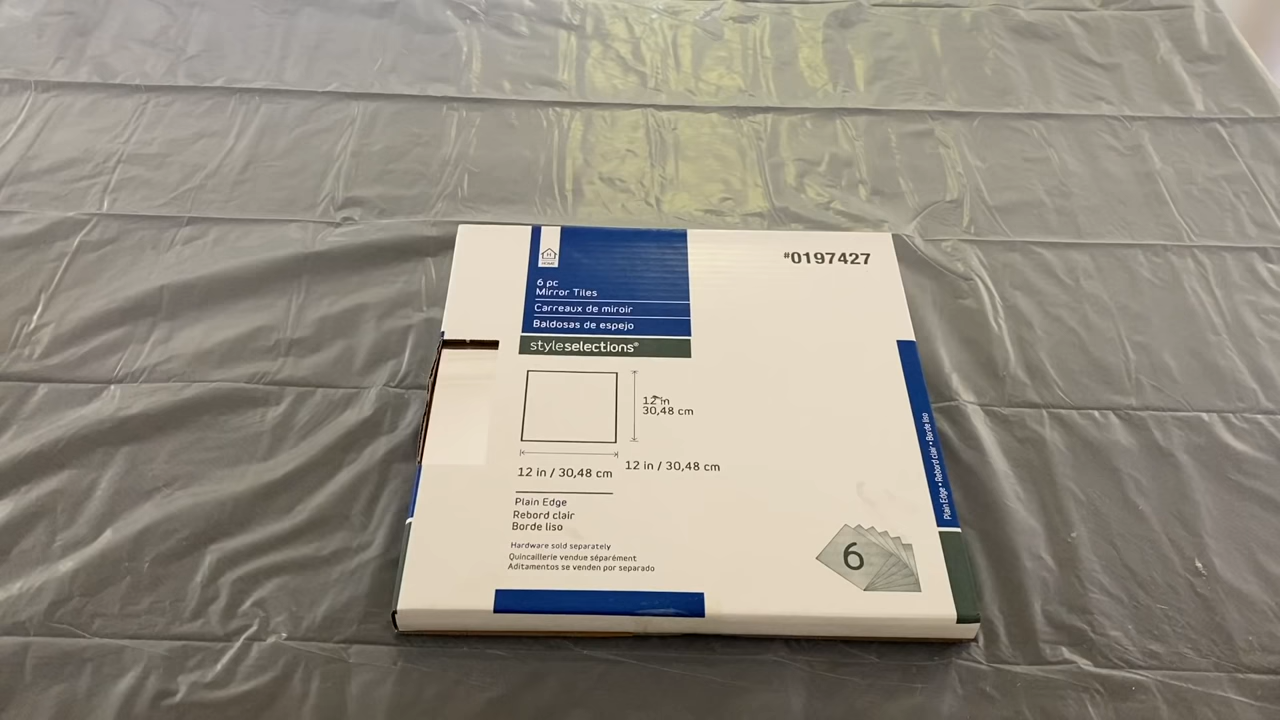 HOME
#0197427
6 pc
Mirror Tiles
Carreaux de miroir
Baldosas de espejo
styleselections®
12 in
30,48 cm
12 in / 30,48 cm
12 in / 30,48 cm
Plain Edge
Rebord clair
Borde liso
Hardware sold separately
Quincaillerie vendue séparément
Aditamentos se venden por separado
6
Plain Edge • Rebord clair • Borde liso